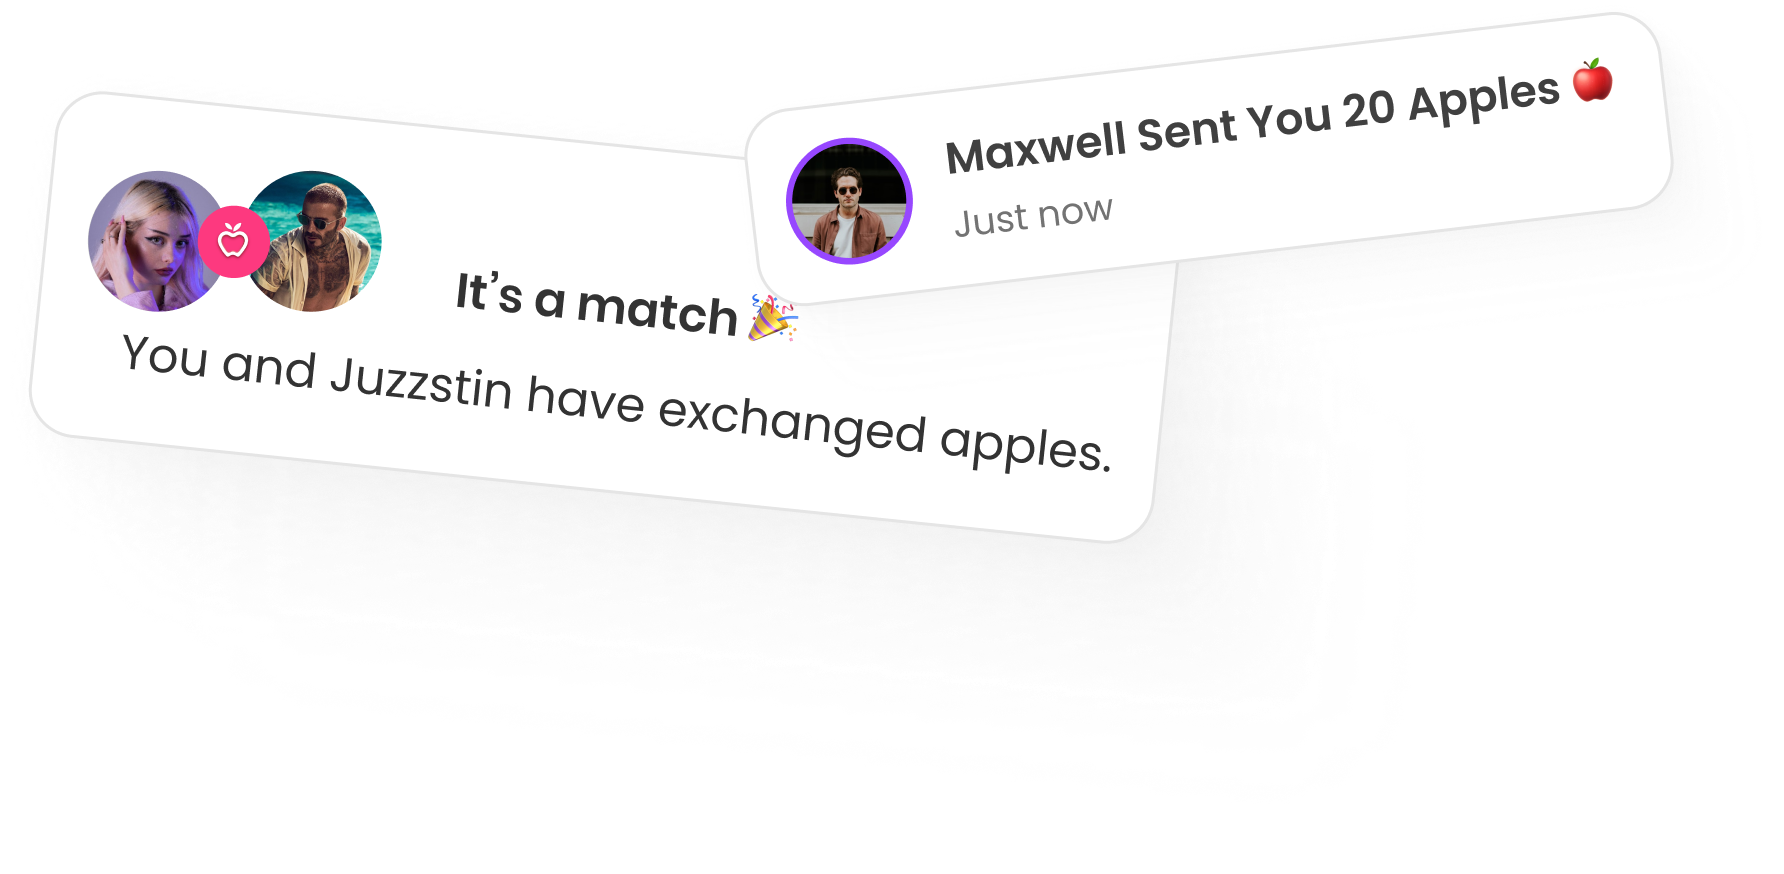 Maxwell Sent You 20 Apples 🍎
Just now
It’s a match 🎉
You and Juzzstin have exchanged apples.